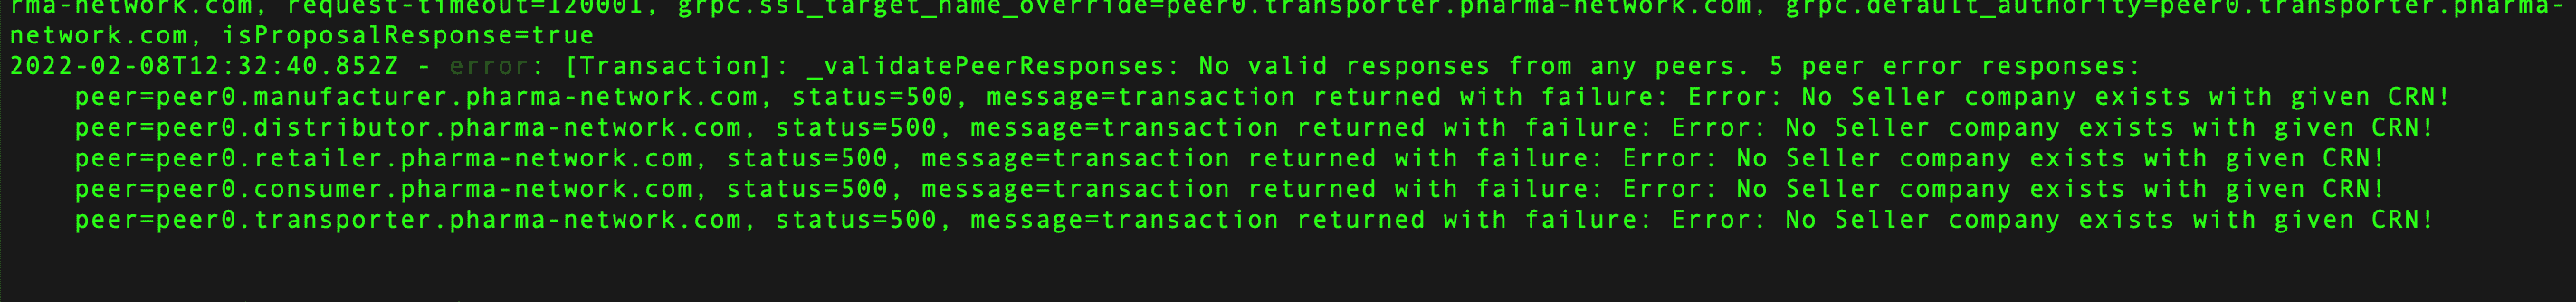 rma-network.com, request-timeout=120001, grpc.ssl_target_name_override=peer0.transporter.pharma-network.com, grpc.default_authority=peer0.transporter.pharma-
network.com, isProposalResponse=true
2022-02-08T12:32:40.852Z - error: [Transaction]: _validatePeerResponses: No valid responses from any peers. 5 peer error responses:
    peer=peer0.manufacturer.pharma-network.com, status=500, message=transaction returned with failure: Error: No Seller company exists with given CRN!
    peer=peer0.distributor.pharma-network.com, status=500, message=transaction returned with failure: Error: No Seller company exists with given CRN!
    peer=peer0.retailer.pharma-network.com, status=500, message=transaction returned with failure: Error: No Seller company exists with given CRN!
    peer=peer0.consumer.pharma-network.com, status=500, message=transaction returned with failure: Error: No Seller company exists with given CRN!
    peer=peer0.transporter.pharma-network.com, status=500, message=transaction returned with failure: Error: No Seller company exists with given CRN!